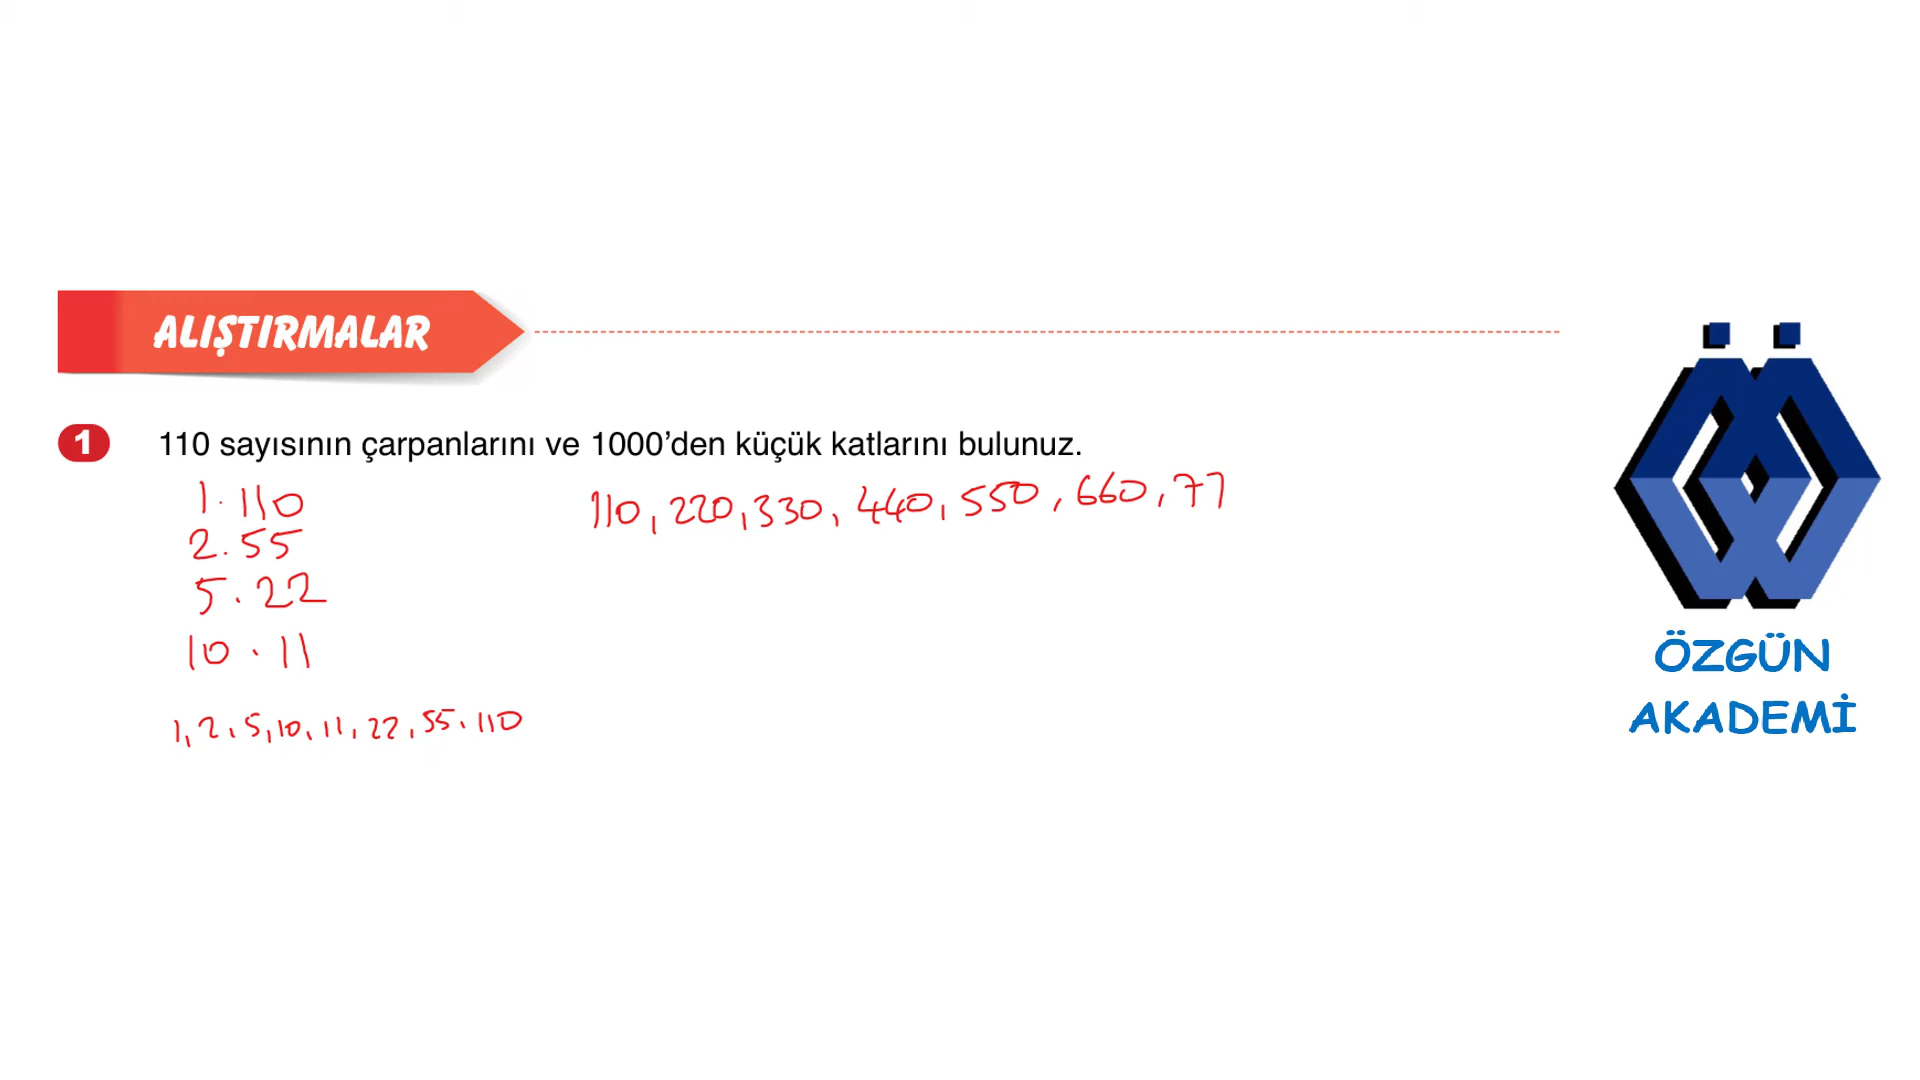 ALIŞTIRMALAR
1 110 sayısının çarpanlarını ve 1000’den küçük katlarını bulunuz.
1.110
2.55
5.22
10.11
1,2,5,10,11,22,55,110
110,220,330,440,550,660,77
ÖZGÜN
AKADEMİ